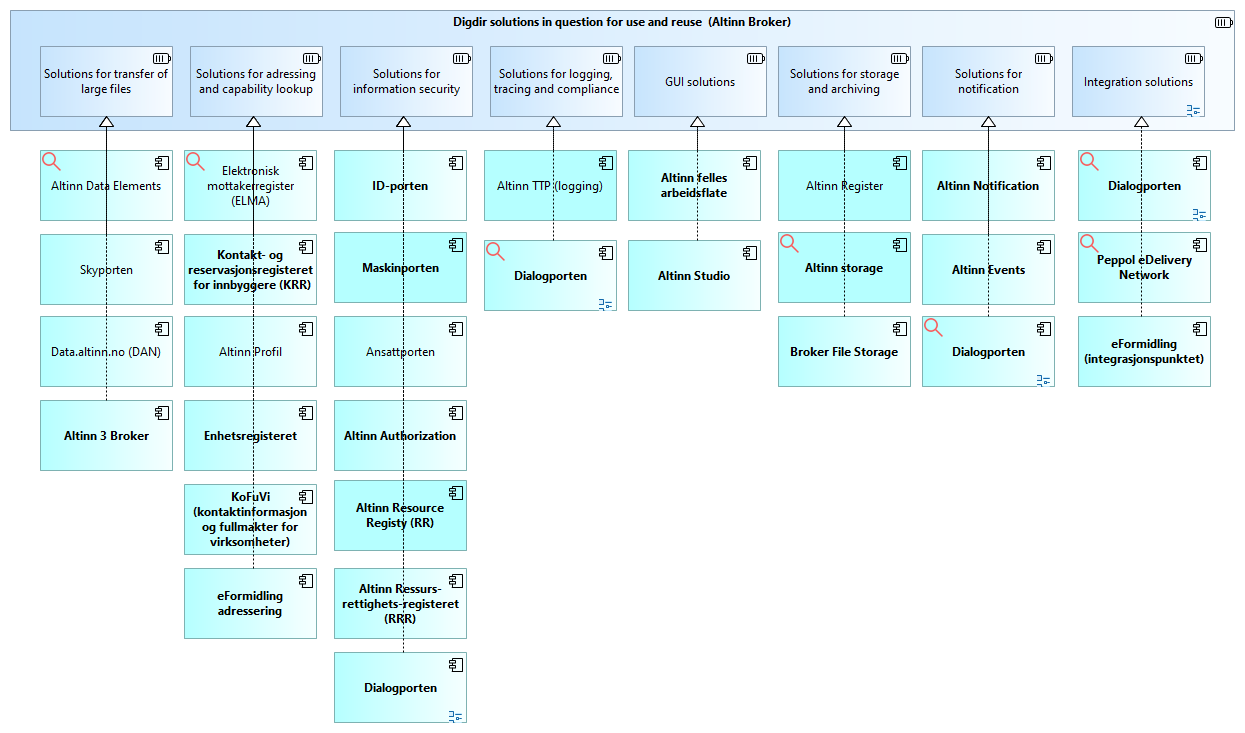 Digdir solutions in question for use and reuse  (Altinn Broker)
Solutions for transfer of
large files
Solutions for adressing
and capability lookup
Solutions for
information security
Solutions for logging,
tracing and compliance
GUI solutions
Solutions for storage
and archiving
Solutions for
notification
Integration solutions
Altinn Data Elements
Skyporten
Data.altinn.no (DAN)
Altinn 3 Broker
Elektronisk
mottakerregister
(ELMA)
Kontakt- og
reservasjonsregisteret
for innbyggere (KRR)
Altinn Profil
Enhetsregisteret
KoFuVi
(kontaktinformasjon
og fullmakter for
virksomheter)
eFormidling
adressering
ID-porten
Maskinporten
Ansattporten
Altinn Authorization
Altinn Resource
Registy (RR)
Altinn Ressurs-
rettighets-registeret
(RRR)
Dialogporten
Altinn TTP (logging)
Dialogporten
Altinn felles
arbeidsflate
Altinn Studio
Altinn Register
Altinn storage
Broker File Storage
Altinn Notification
Altinn Events
Dialogporten
Dialogporten
Peppol eDelivery
Network
eFormidling
(integrasjonspunktet)